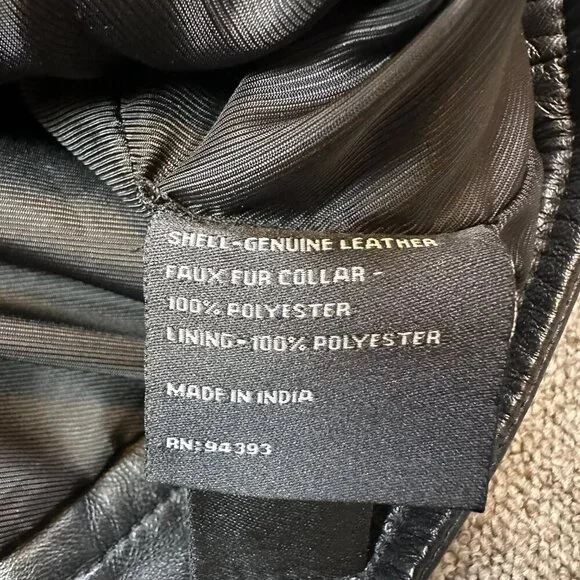 SHELL-GENUINE LEATHER
FAUX FUR COLLAR -
100% POLYESTER
LINING-100% POLYESTER
MADE IN INDIA
RN:94393